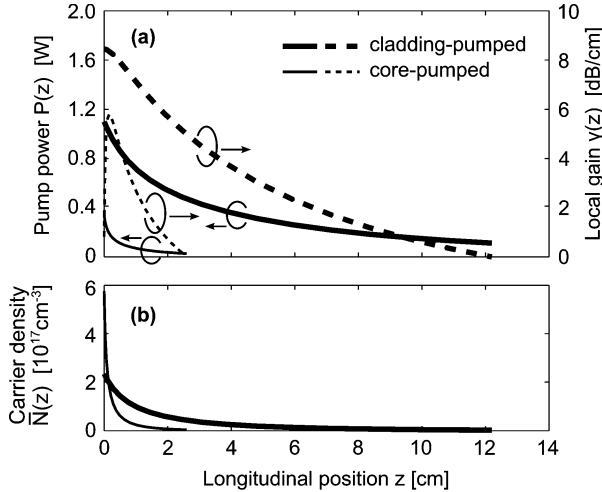 2.0
1.6
1.2
0.8
0.4
0
Pump power P(z) [W]
(a)
cladding-pumped
core-pumped
10
8
6
4
2
0
Local gain γ(z) [dB/cm]
6
4
2
0
Carrier density
N̅(z) [10¹⁷cm⁻³]
(b)
0 2 4 6 8 10 12 14
Longitudinal position z [cm]